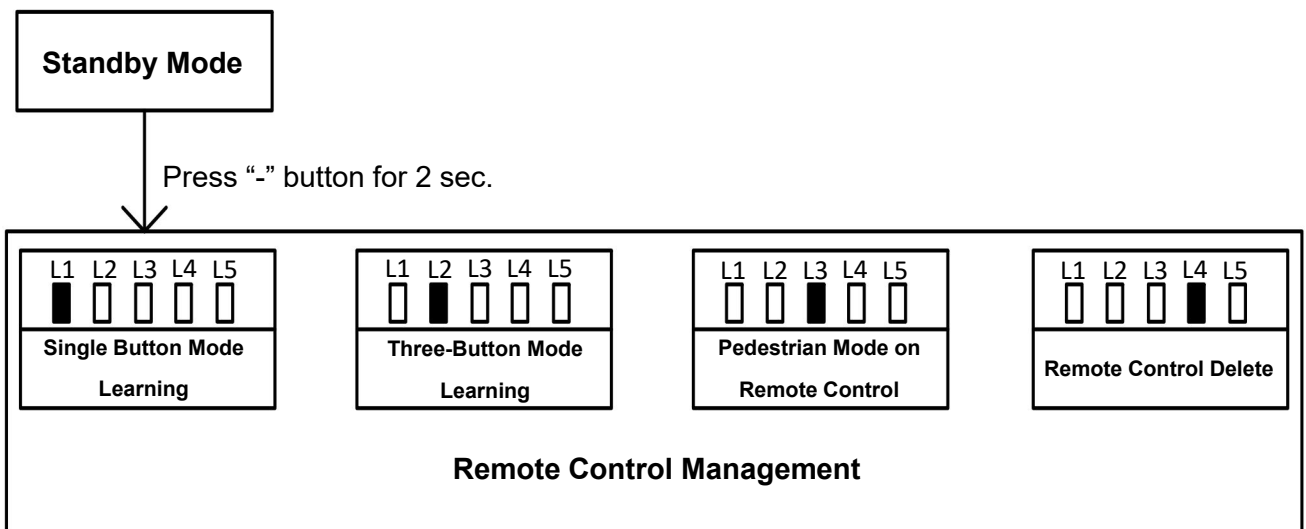 Standby Mode
Press “-” button for 2 sec.
L1 L2 L3 L4 L5
Single Button Mode
Learning
L1 L2 L3 L4 L5
Three-Button Mode
Learning
L1 L2 L3 L4 L5
Pedestrian Mode on
Remote Control
L1 L2 L3 L4 L5
Remote Control Delete
Remote Control Management